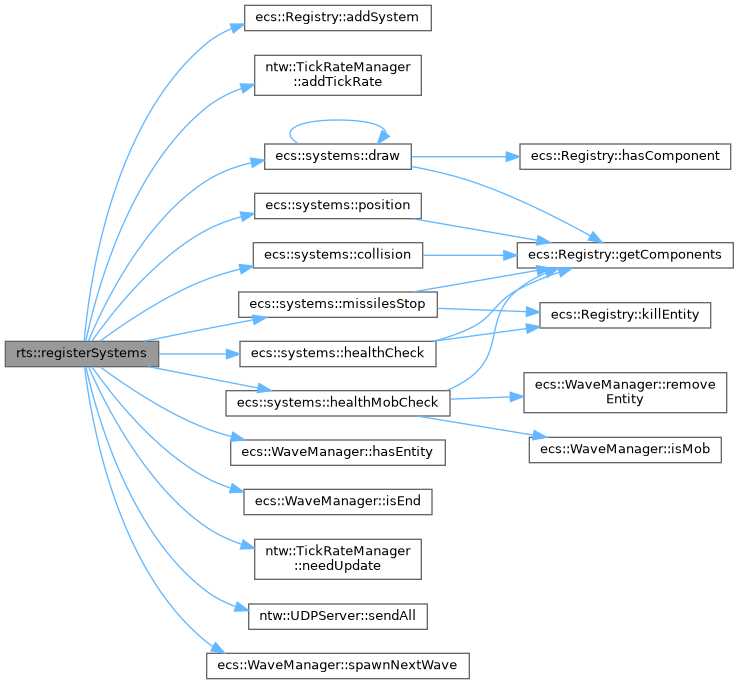 ecs::Registry::addSystem
ntw::TickRateManager
::addTickRate
ecs::systems::draw
ecs::Registry::hasComponent
ecs::systems::position
ecs::systems::collision
ecs::Registry::getComponents
ecs::systems::missilesStop
ecs::Registry::killEntity
rts::registerSystems
ecs::systems::healthCheck
ecs::systems::healthMobCheck
ecs::WaveManager::remove
Entity
ecs::WaveManager::hasEntity
ecs::WaveManager::isMob
ecs::WaveManager::isEnd
ntw::TickRateManager
::needUpdate
ntw::UDPServer::sendAll
ecs::WaveManager::spawnNextWave